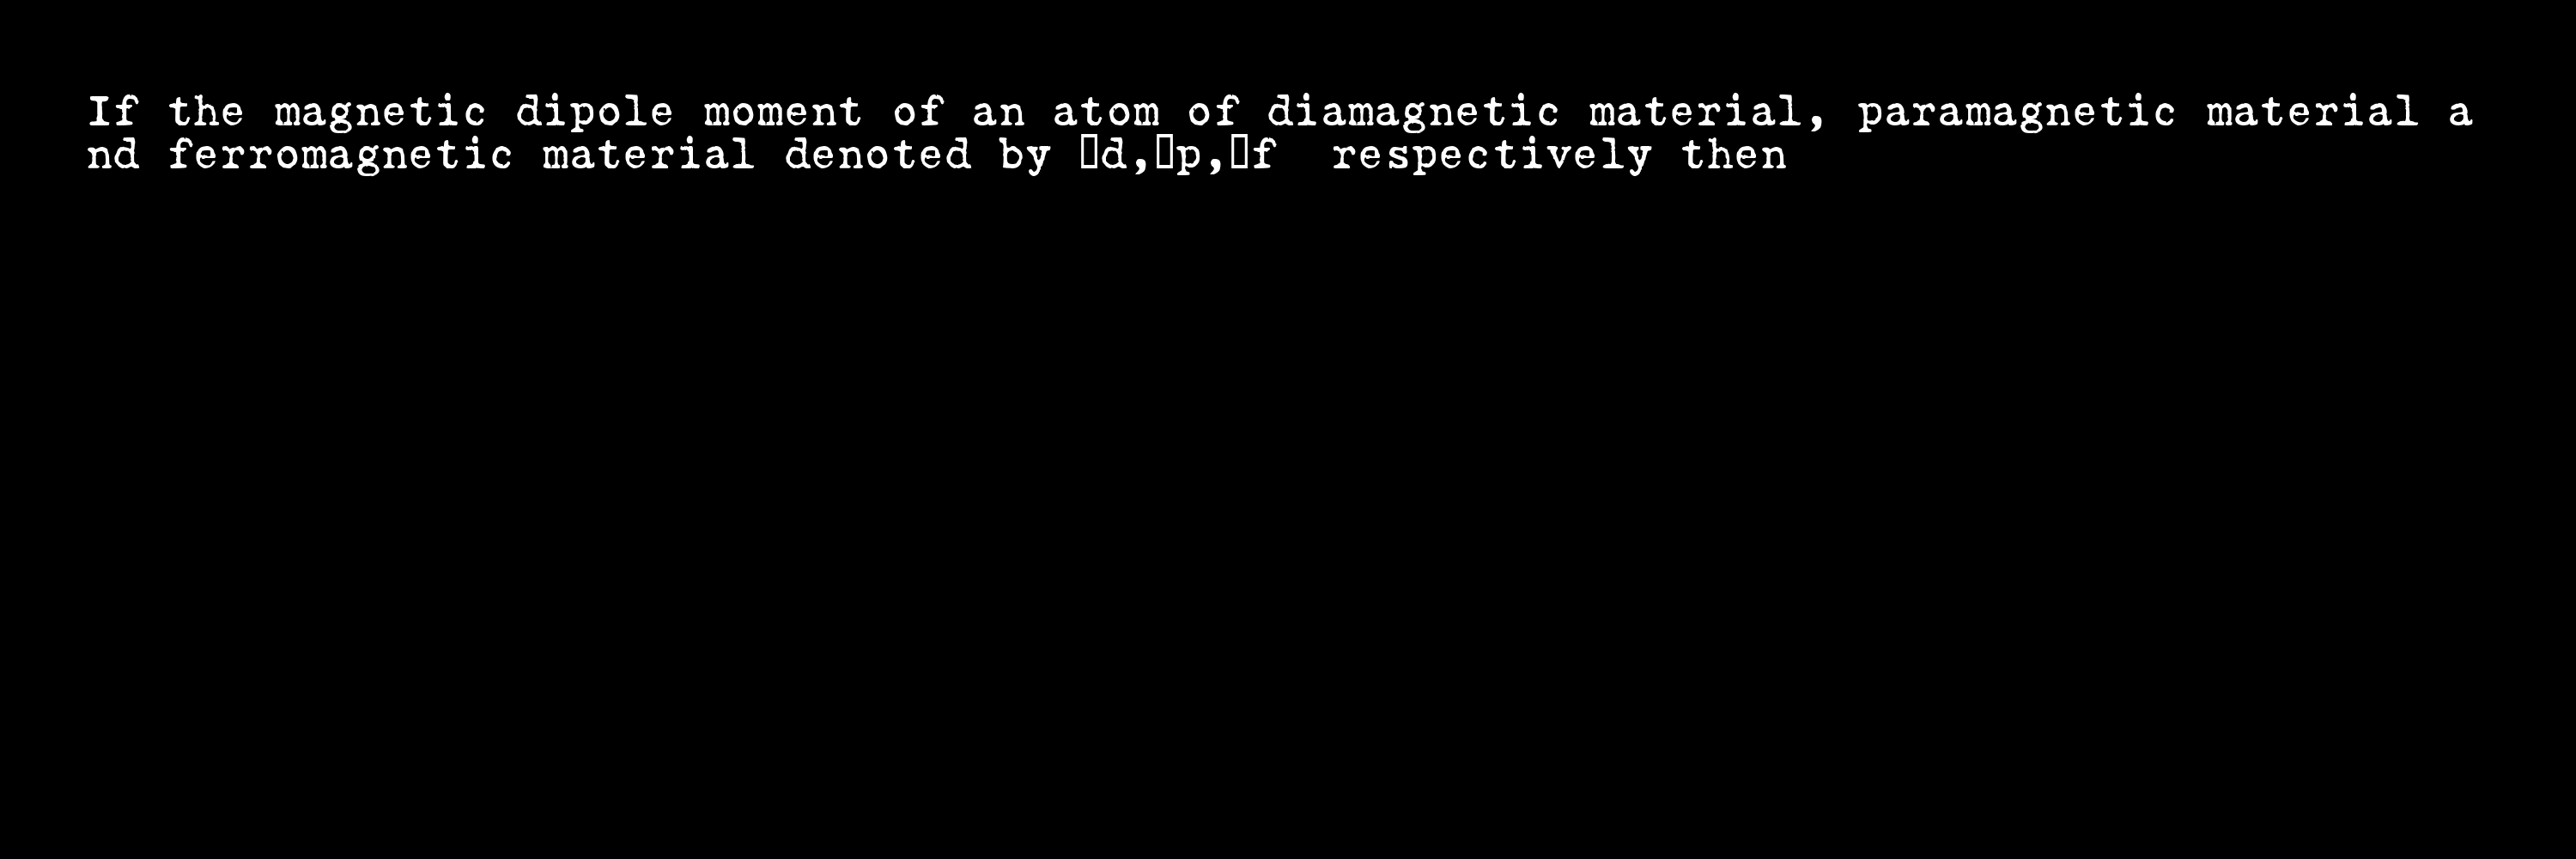 If the magnetic dipole moment of an atom of diamagnetic material, paramagnetic material a
nd ferromagnetic material denoted by □d,□p,□f  respectively then